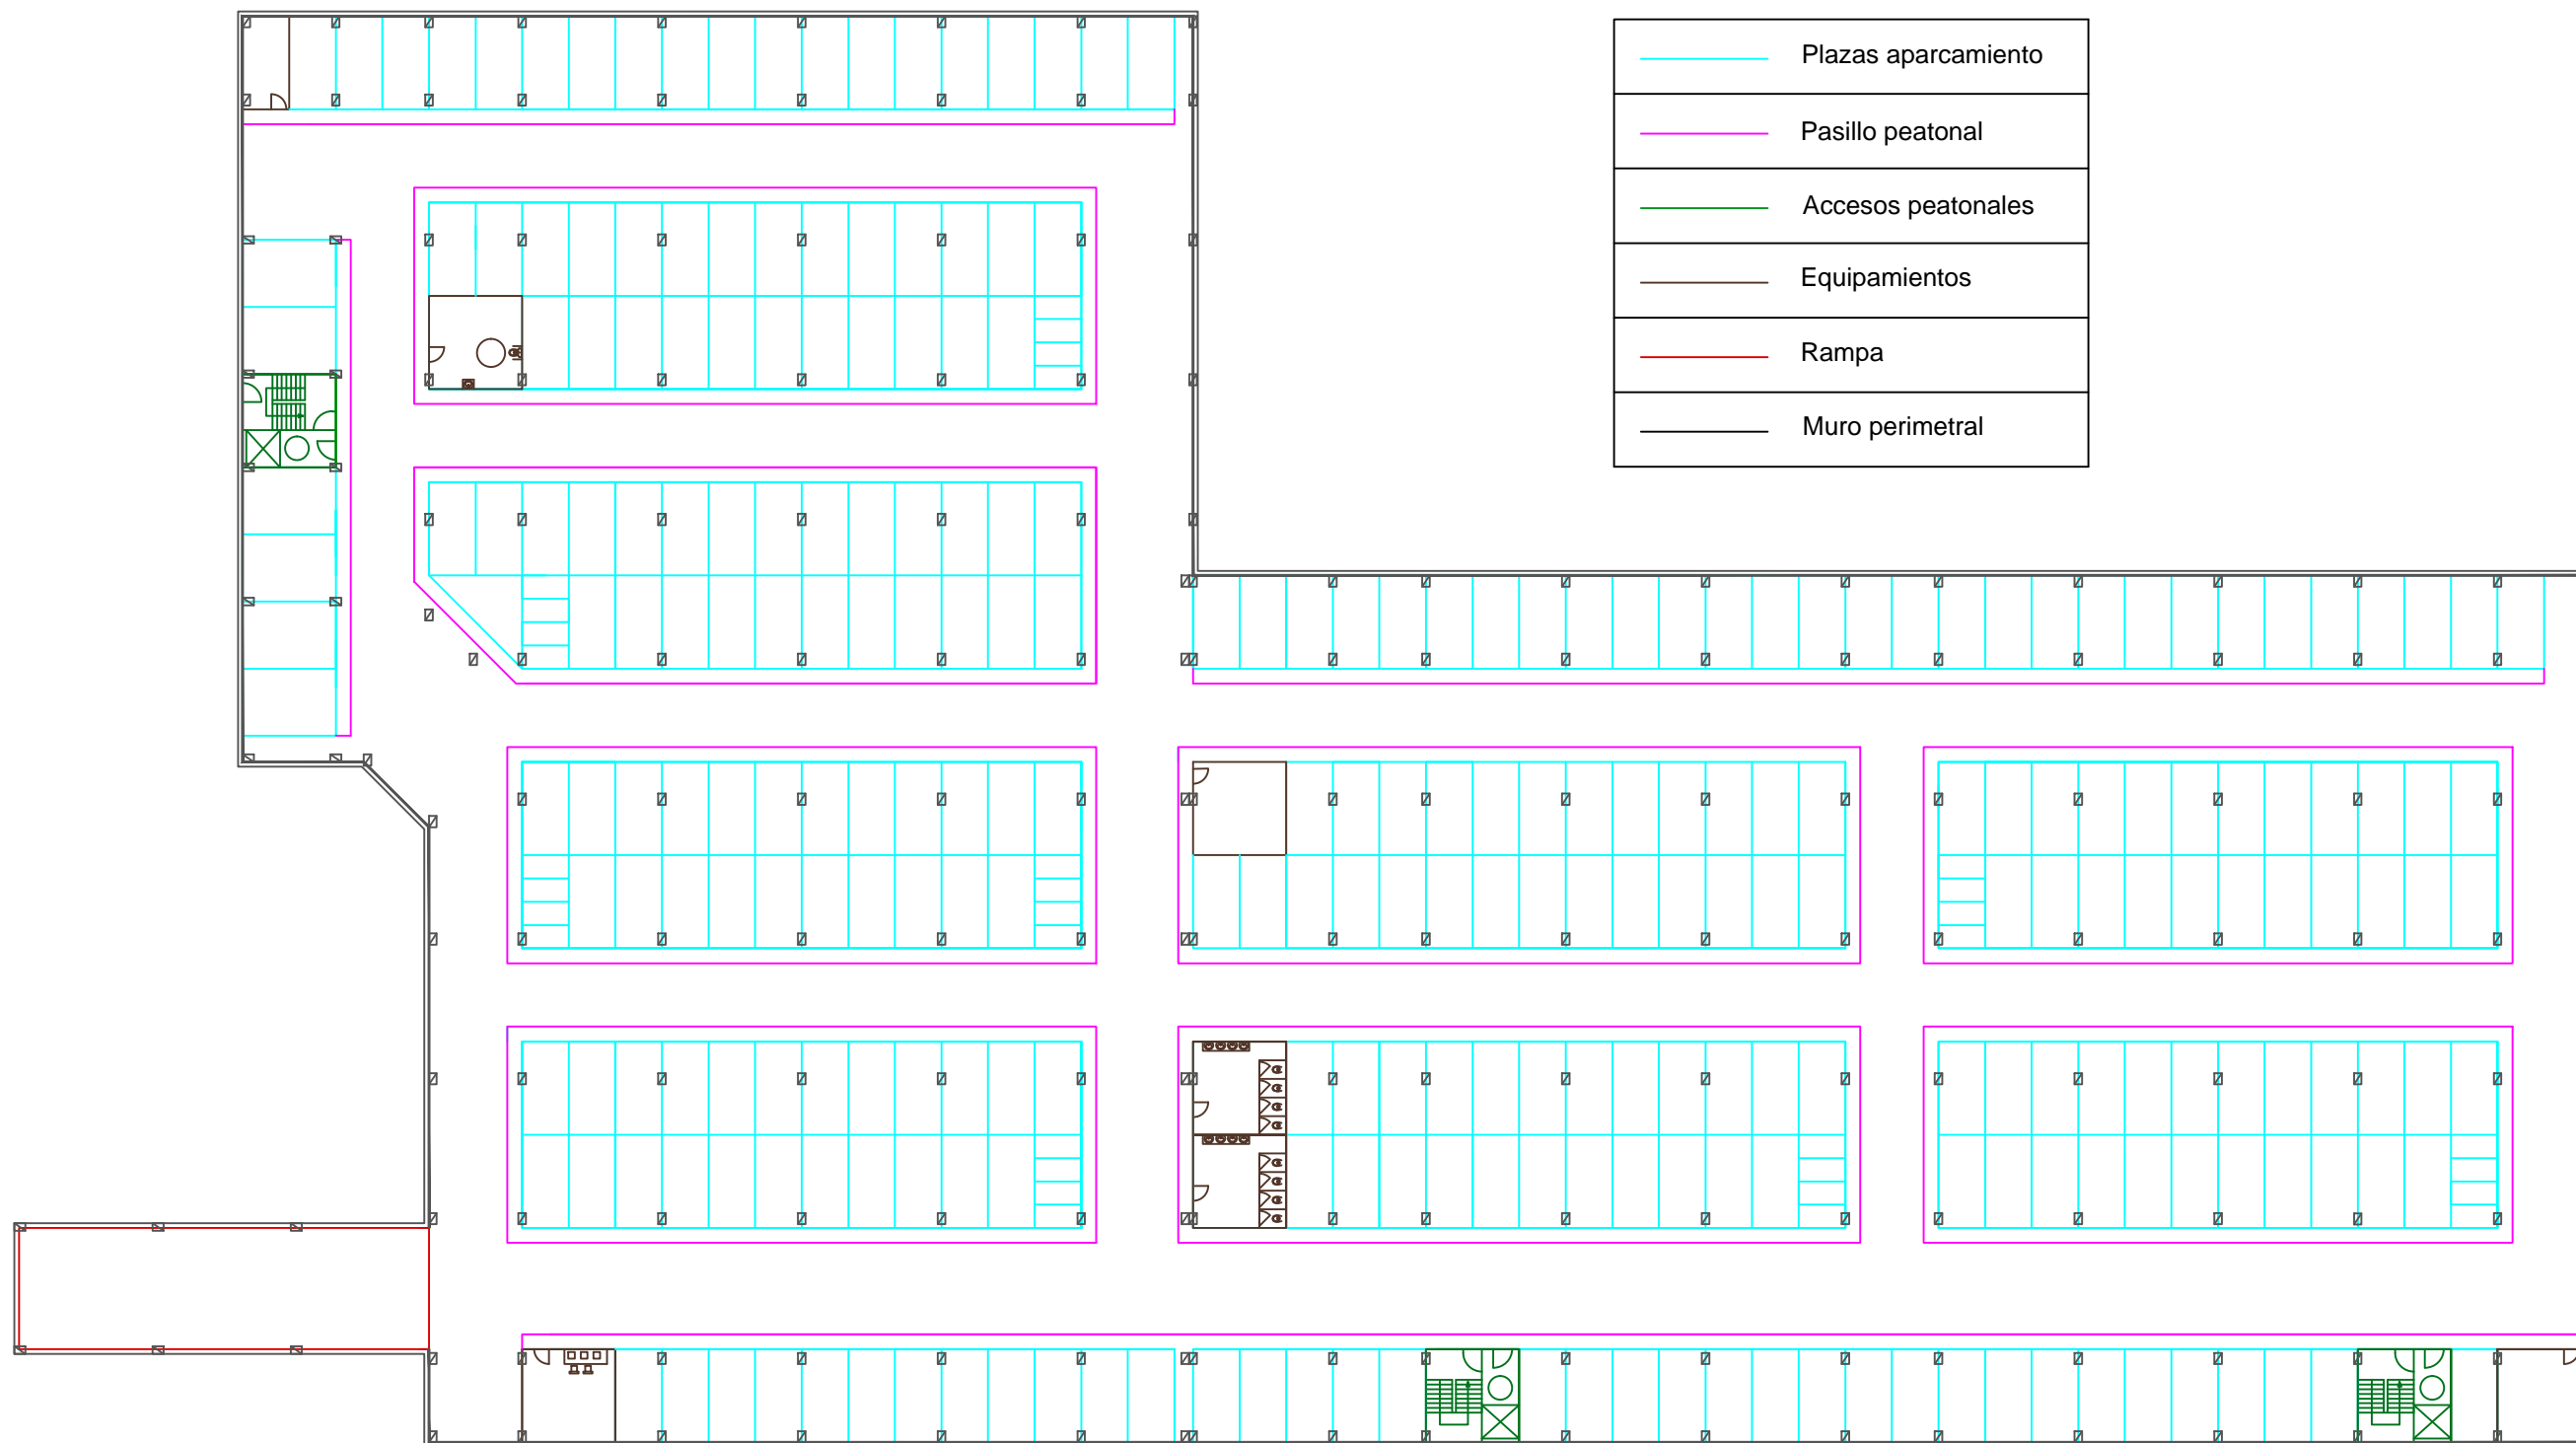 Plazas aparcamiento
Pasillo peatonal
Accesos peatonales
Equipamientos
Rampa
Muro perimetral